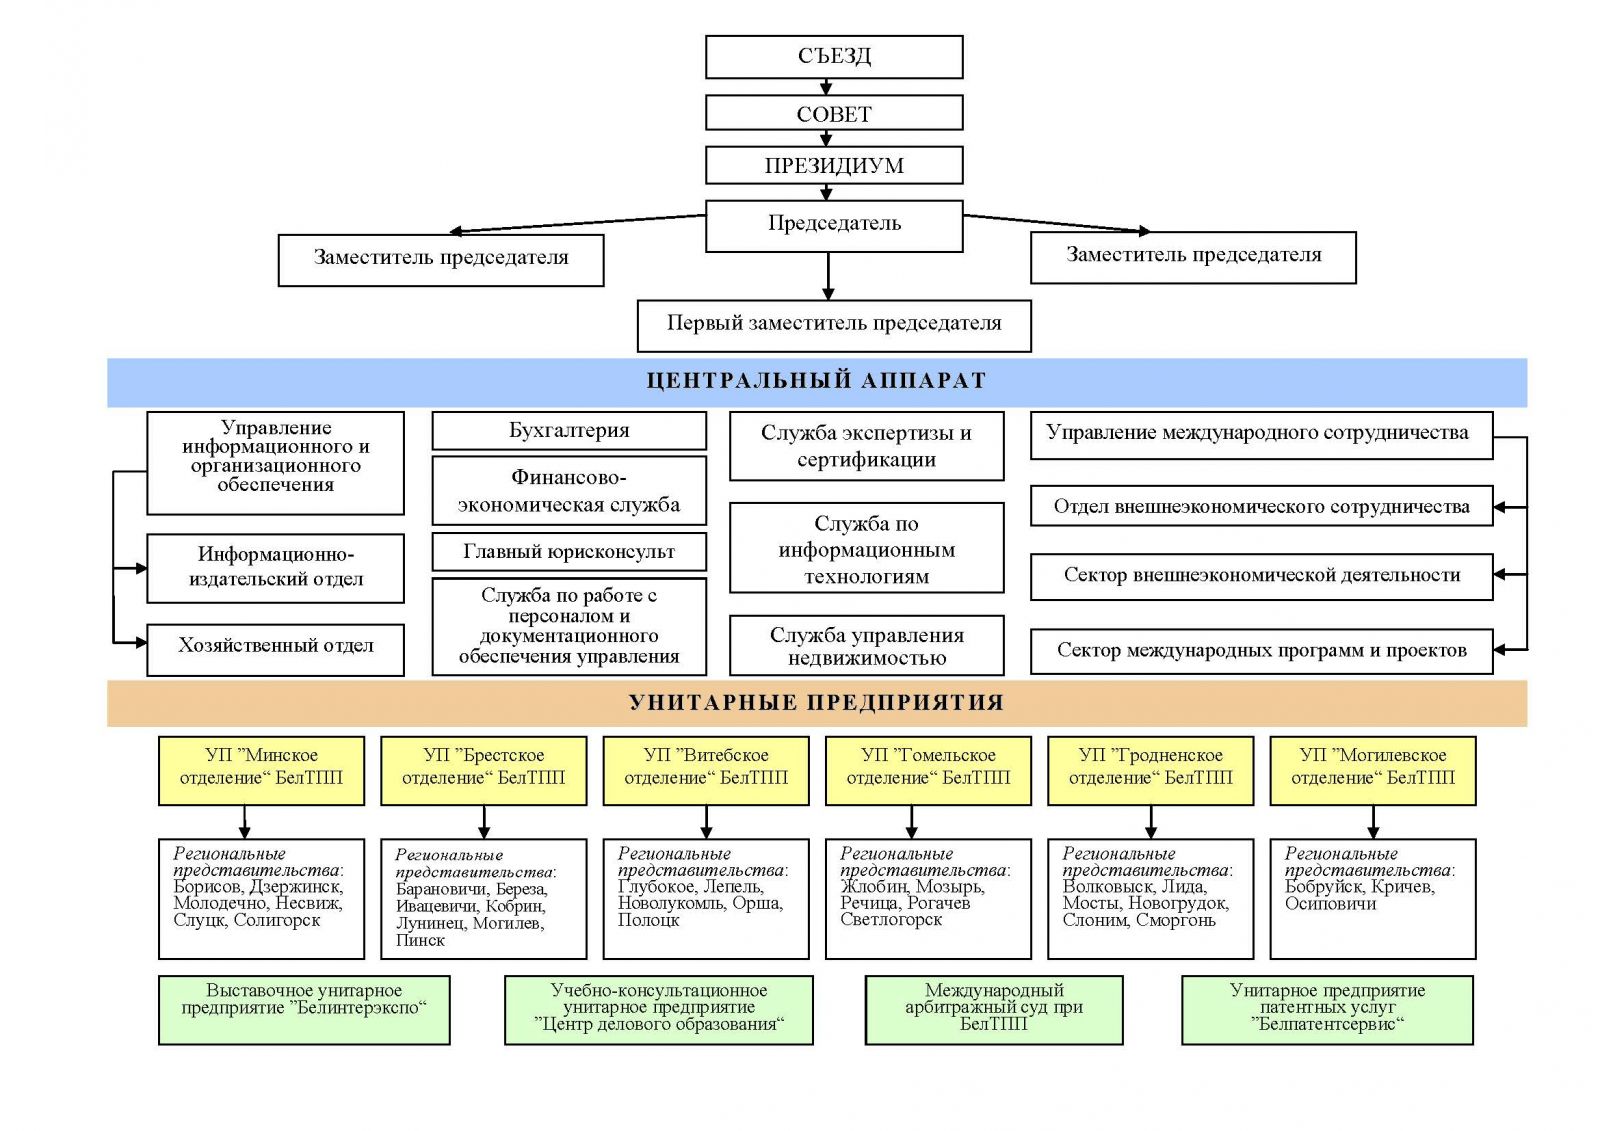 СЪЕЗД
СОВЕТ
ПРЕЗИДИУМ
Председатель
Заместитель председателя
Заместитель председателя
Первый заместитель председателя
ЦЕНТРАЛЬНЫЙ АППАРАТ
Управление
информационного и
организационного
обеспечения
Информационно-
издательский отдел
Хозяйственный отдел
Бухгалтерия
Финансово-
экономическая служба
Главный юрисконсульт
Служба по работе с
персоналом и
документационного
обеспечения управления
Служба экспертизы и
сертификации
Служба по
информационным
технологиям
Служба управления
недвижимостью
Управление международного сотрудничества
Отдел внешнеэкономического сотрудничества
Сектор внешнеэкономической деятельности
Сектор международных программ и проектов
УНИТАРНЫЕ ПРЕДПРИЯТИЯ
УП ”Минское
отделение“ БелТПП
УП ”Брестское
отделение“ БелТПП
УП ”Витебское
отделение“ БелТПП
УП ”Гомельское
отделение“ БелТПП
УП ”Гродненское
отделение“ БелТПП
УП ”Могилевское
отделение“ БелТПП
Региональные
представительства:
Борисов, Дзержинск,
Молодечно, Несвиж,
Слуцк, Солигорск
Региональные
представительства:
Барановичи, Береза,
Ивацевичи, Кобрин,
Лунинец, Могилев,
Пинск
Региональные
представительства:
Глубокое, Лепель,
Новолукомль, Орша,
Полоцк
Региональные
представительства:
Жлобин, Мозырь,
Речица, Рогачев
Светлогорск
Региональные
представительства:
Волковыск, Лида,
Мосты, Новогрудок,
Слоним, Сморгонь
Региональные
представительства:
Бобруйск, Кричев,
Осиповичи
Выставочное унитарное
предприятие ”Белинтерэкспо“
Учебно-консультационное
унитарное предприятие
”Центр делового образования“
Международный
арбитражный суд при
БелТПП
Унитарное предприятие
патентных услуг
”Белпатентсервис“